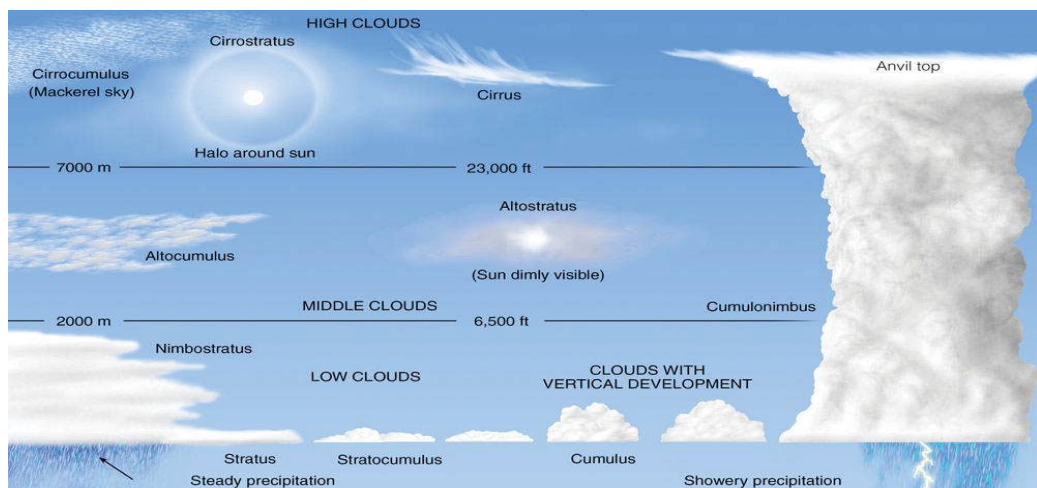 HIGH CLOUDS
Cirrostratus
Cirrocumulus
(Mackerel sky)
Cirrus
Anvil top
Halo around sun
7000 m
23,000 ft
Altostratus
Altocumulus
(Sun dimly visible)
MIDDLE CLOUDS
Cumulonimbus
2000 m
6,500 ft
Nimbostratus
LOW CLOUDS
CLOUDS WITH
VERTICAL DEVELOPMENT
Stratus
Stratocumulus
Cumulus
Steady precipitation
Showery precipitation